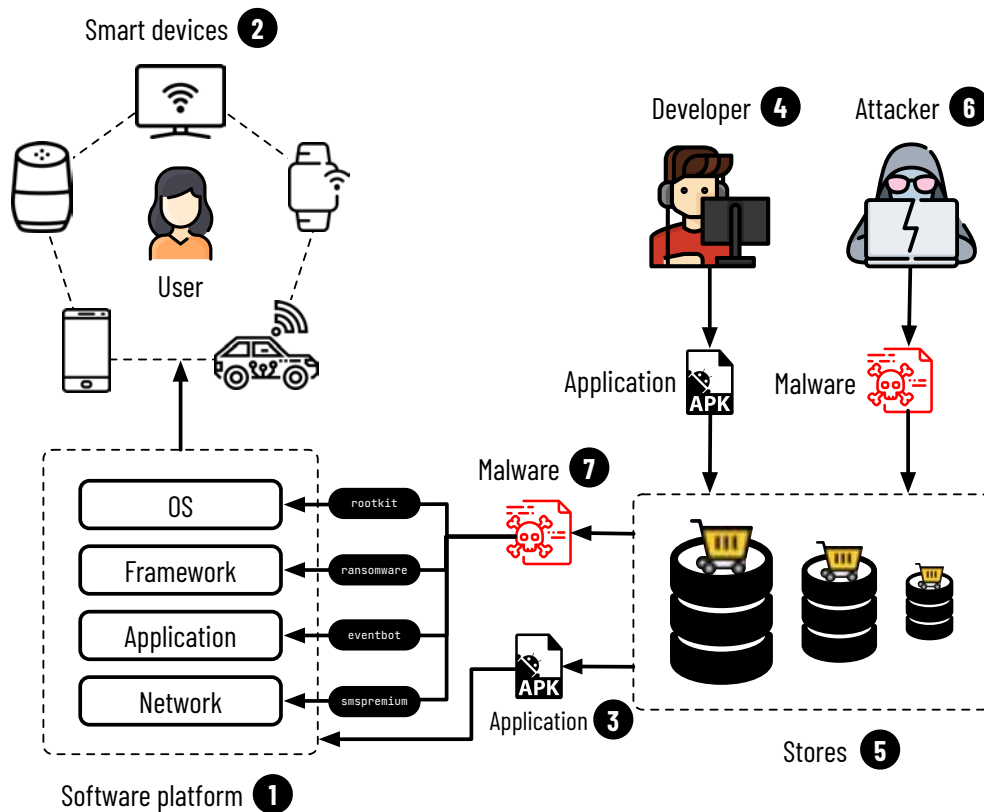 Smart devices 2
Developer 4
Attacker 6
User
Application
APK
Malware
Malware 7
OS
rootkit
Framework
ransomware
Application
eventbot
Network
smspremium
APK
Application 3
Stores 5
Software platform 1